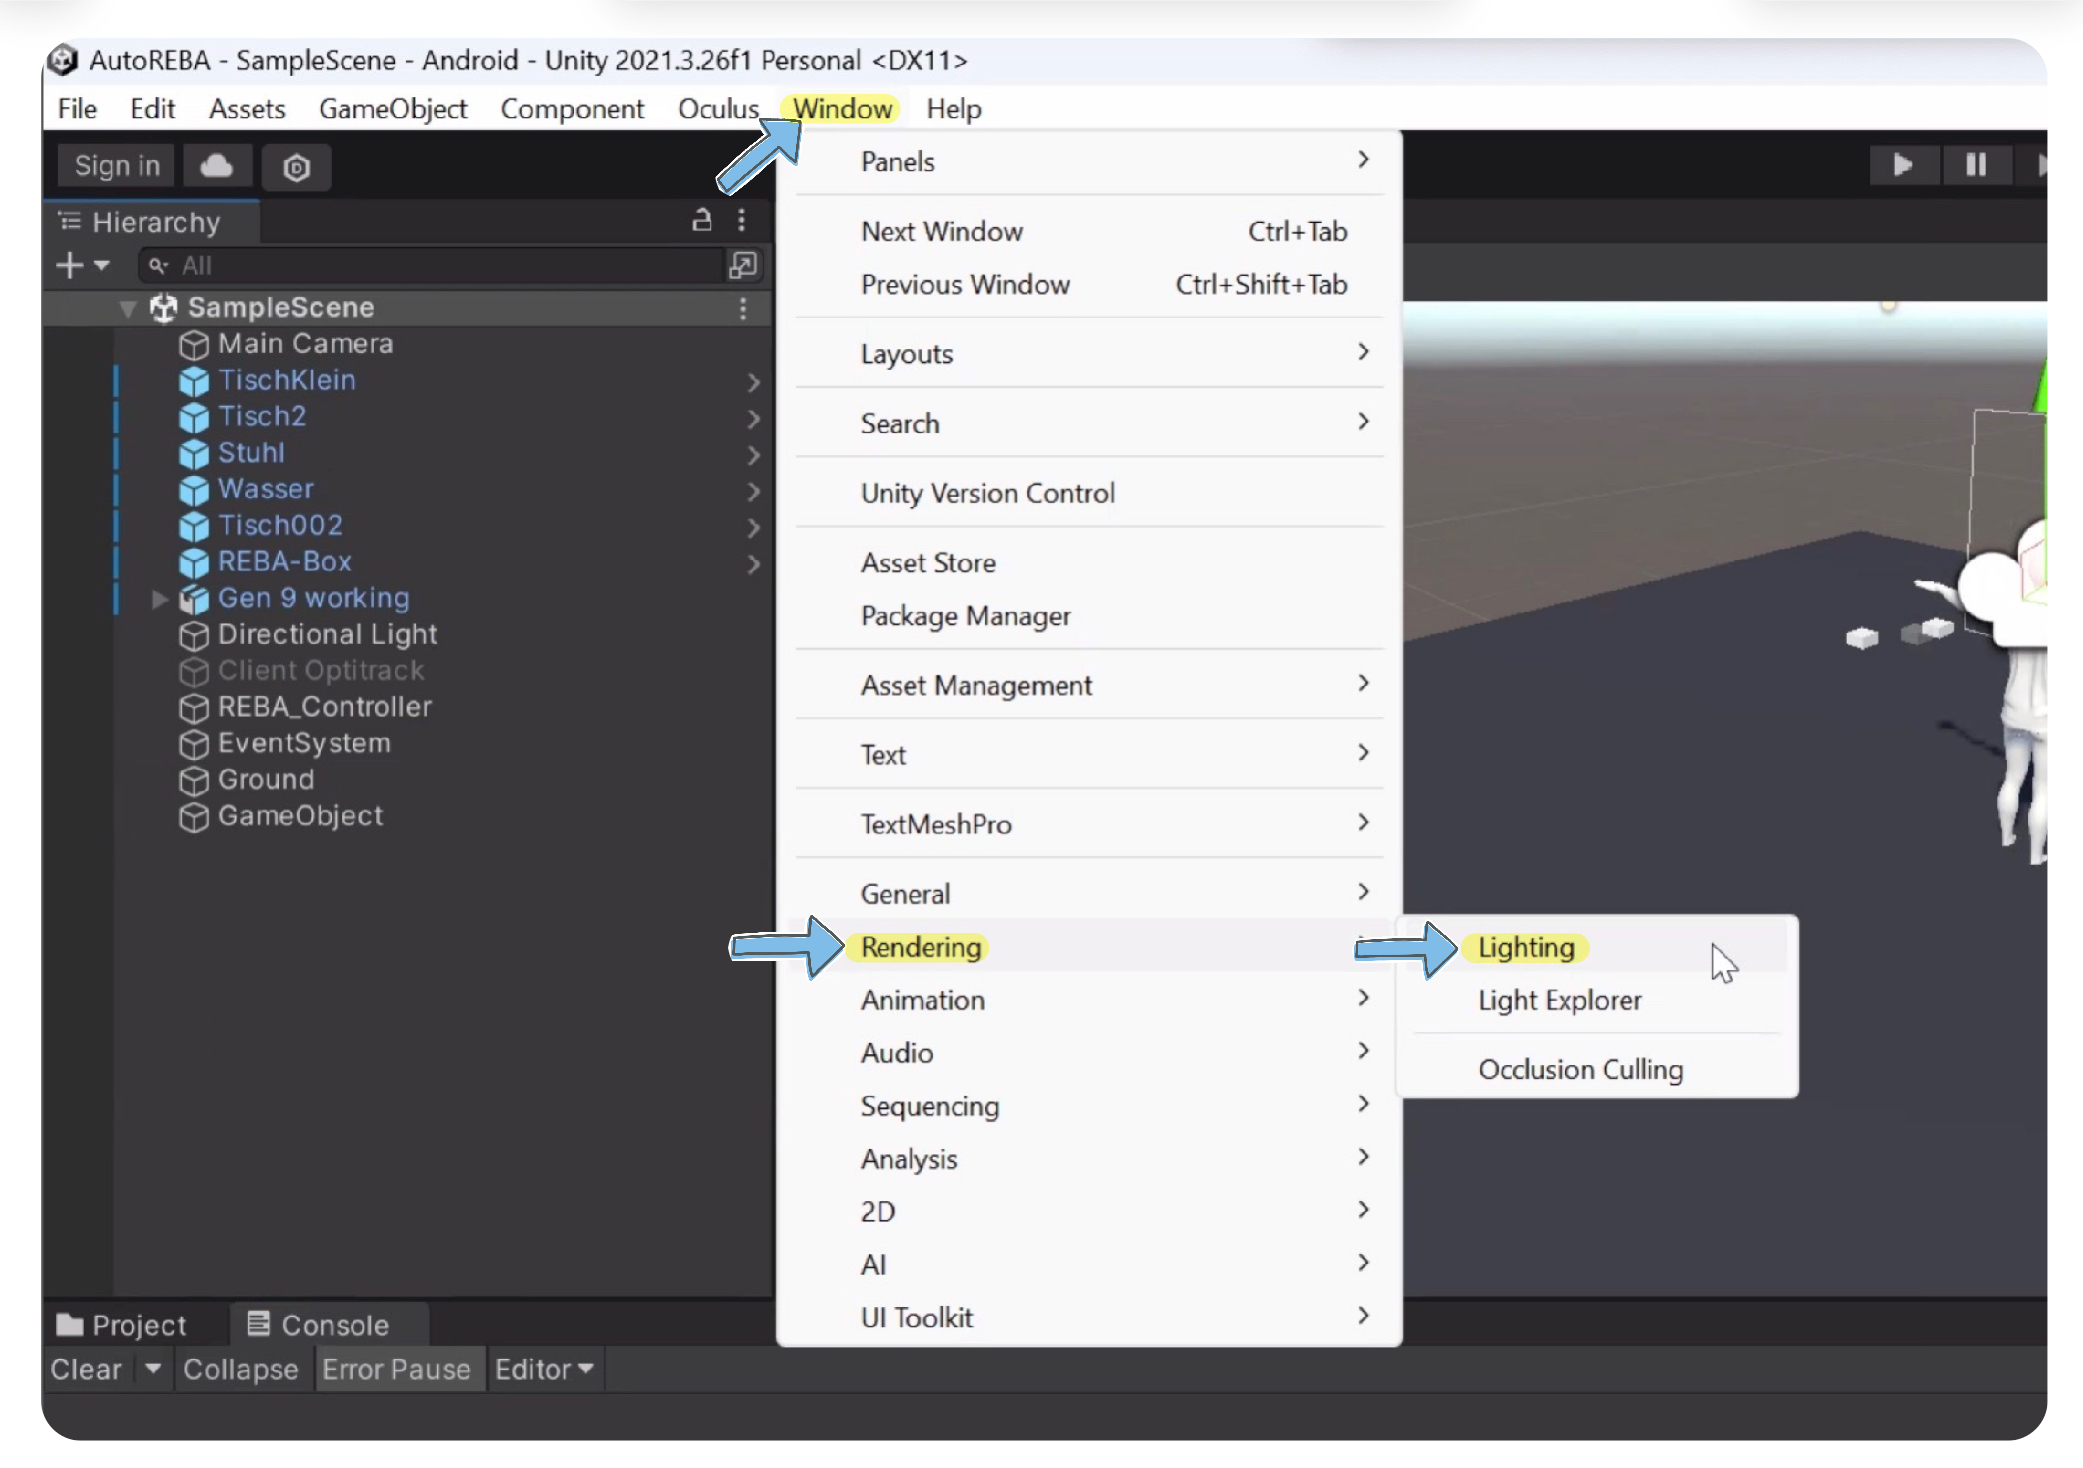 AutoREBA - SampleScene - Android - Unity 2021.3.26f1 Personal <DX11>
File Edit Assets GameObject Component Oculus Window Help
Sign in
Hierarchy
All
SampleScene
Main Camera
TischKlein
Tisch2
Stuhl
Wasser
Tisch002
REBA-Box
Gen 9 working
Directional Light
Client Optitrack
REBA_Controller
EventSystem
Ground
GameObject
Panels
Next Window Ctrl+Tab
Previous Window Ctrl+Shift+Tab
Layouts
Search
Unity Version Control
Asset Store
Package Manager
Asset Management
Text
TextMeshPro
General
Rendering
Animation
Audio
Sequencing
Analysis
2D
AI
UI Toolkit
Lighting
Light Explorer
Occlusion Culling
Project Console
Clear Collapse Error Pause Editor